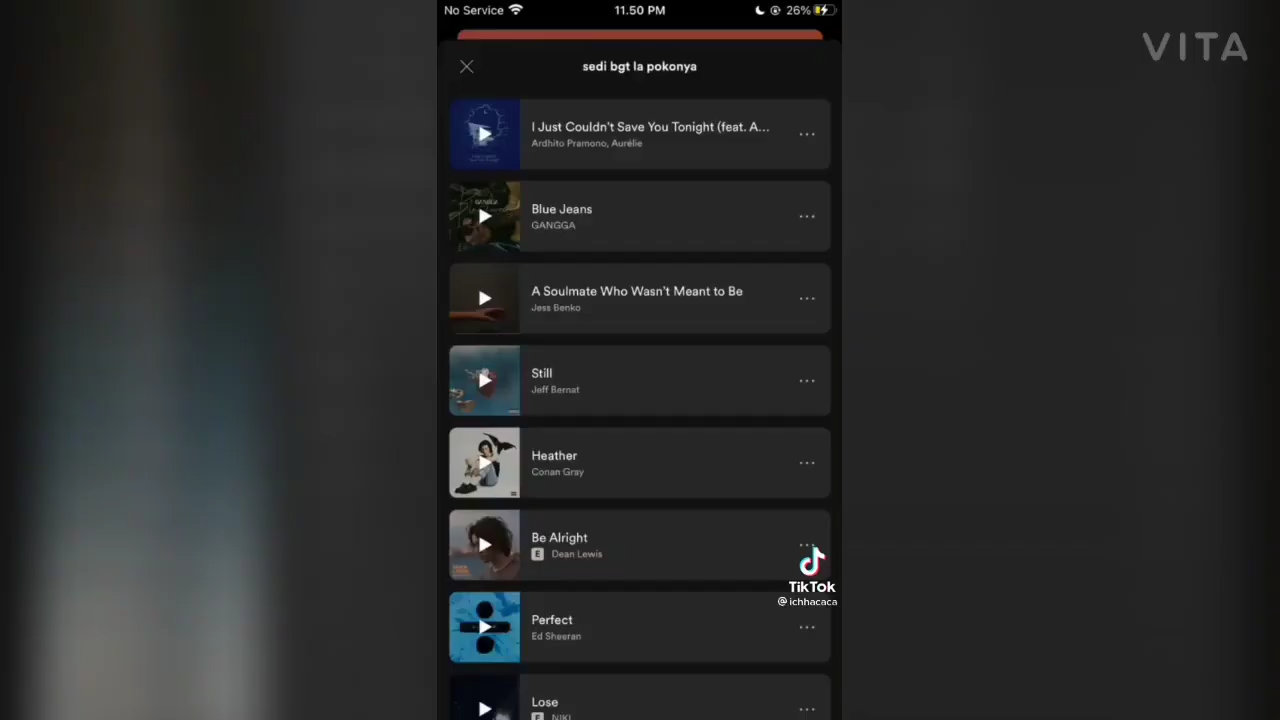 No Service
11.50 PM
26%
VITA
sedi bgt la pokonya
I Just Couldn't Save You Tonight (feat. A...
Ardhito Pramono, Aurélie
Blue Jeans
GANGGA
A Soulmate Who Wasn't Meant to Be
Jess Benko
Still
Jeff Bernat
Heather
Conan Gray
Be Alright
E Dean Lewis
TikTok
@ichhacaca
Perfect
Ed Sheeran
Lose
E NIKI